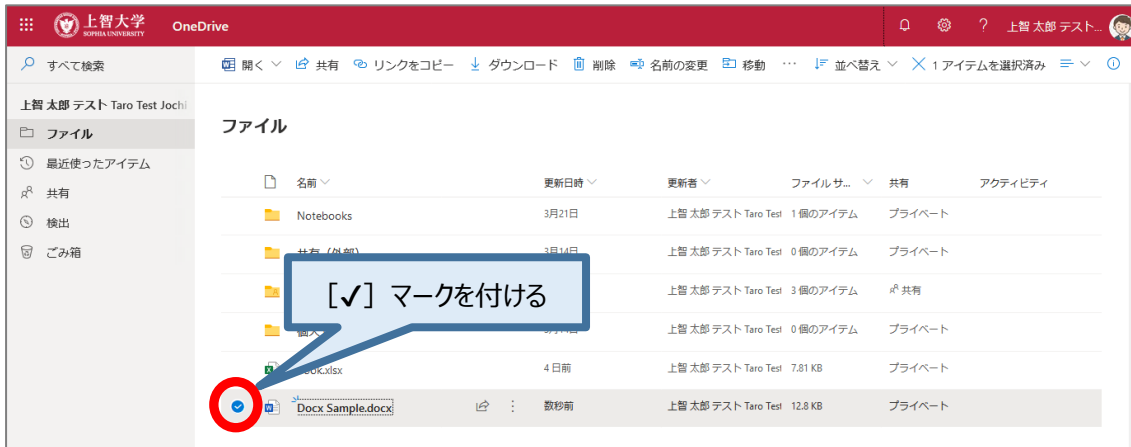 上智大学
SOPHIA UNIVERSITY
OneDrive
? 上智 太郎 テスト...
すべて検索
開く 共有 リンクをコピー ダウンロード 削除 名前の変更 移動 … 並べ替え 1 アイテムを選択済み
上智 太郎 テスト Taro Test Jochi
ファイル
最近使ったアイテム
共有
検出
ごみ箱
ファイル
名前 更新日時 更新者 ファイル サ... 共有 アクティビティ
Notebooks 3月21日 上智 太郎 テスト Taro Test 1 個のアイテム プライベート
共有 (外部) 3月14日 上智 太郎 テスト Taro Test 0 個のアイテム プライベート
上智 太郎 テスト Taro Test 3 個のアイテム 共有
上智 太郎 テスト Taro Test 0 個のアイテム プライベート
[✔] マークを付ける
4 日前 上智 太郎 テスト Taro Test 7.81 KB プライベート
Docx Sample.docx 数秒前 上智 太郎 テスト Taro Test 12.8 KB プライベート